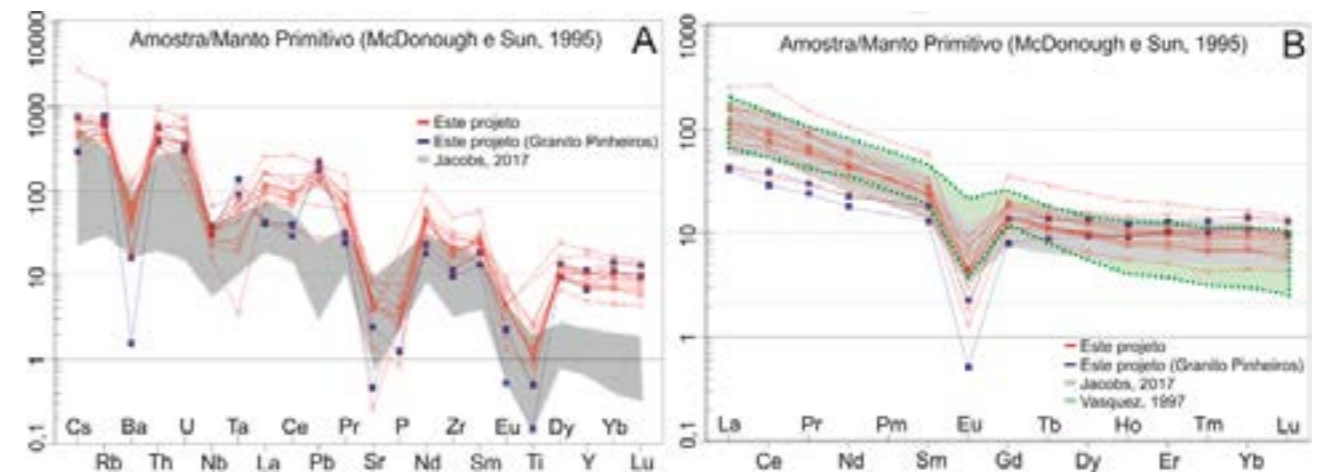 Amostra/Manto Primitivo (McDonough e Sun, 1995) A
10000
1000
100
10
1
0,1
Este projeto
Este projeto (Granito Pinheiros)
Jacobs, 2017
Cs Ba U Ta Ce Pr P Zr Eu Dy Yb
Rb Th Nb La Pb Sr Nd Sm Ti Y Lu
Amostra/Manto Primitivo (McDonough e Sun, 1995) B
1000
100
10
1
0,1
Este projeto
Este projeto (Granito Pinheiros)
Jacobs, 2017
Vasquez, 1997
La Pr Pm Eu Tb Ho Tm Lu
Ce Nd Sm Gd Dy Er Yb